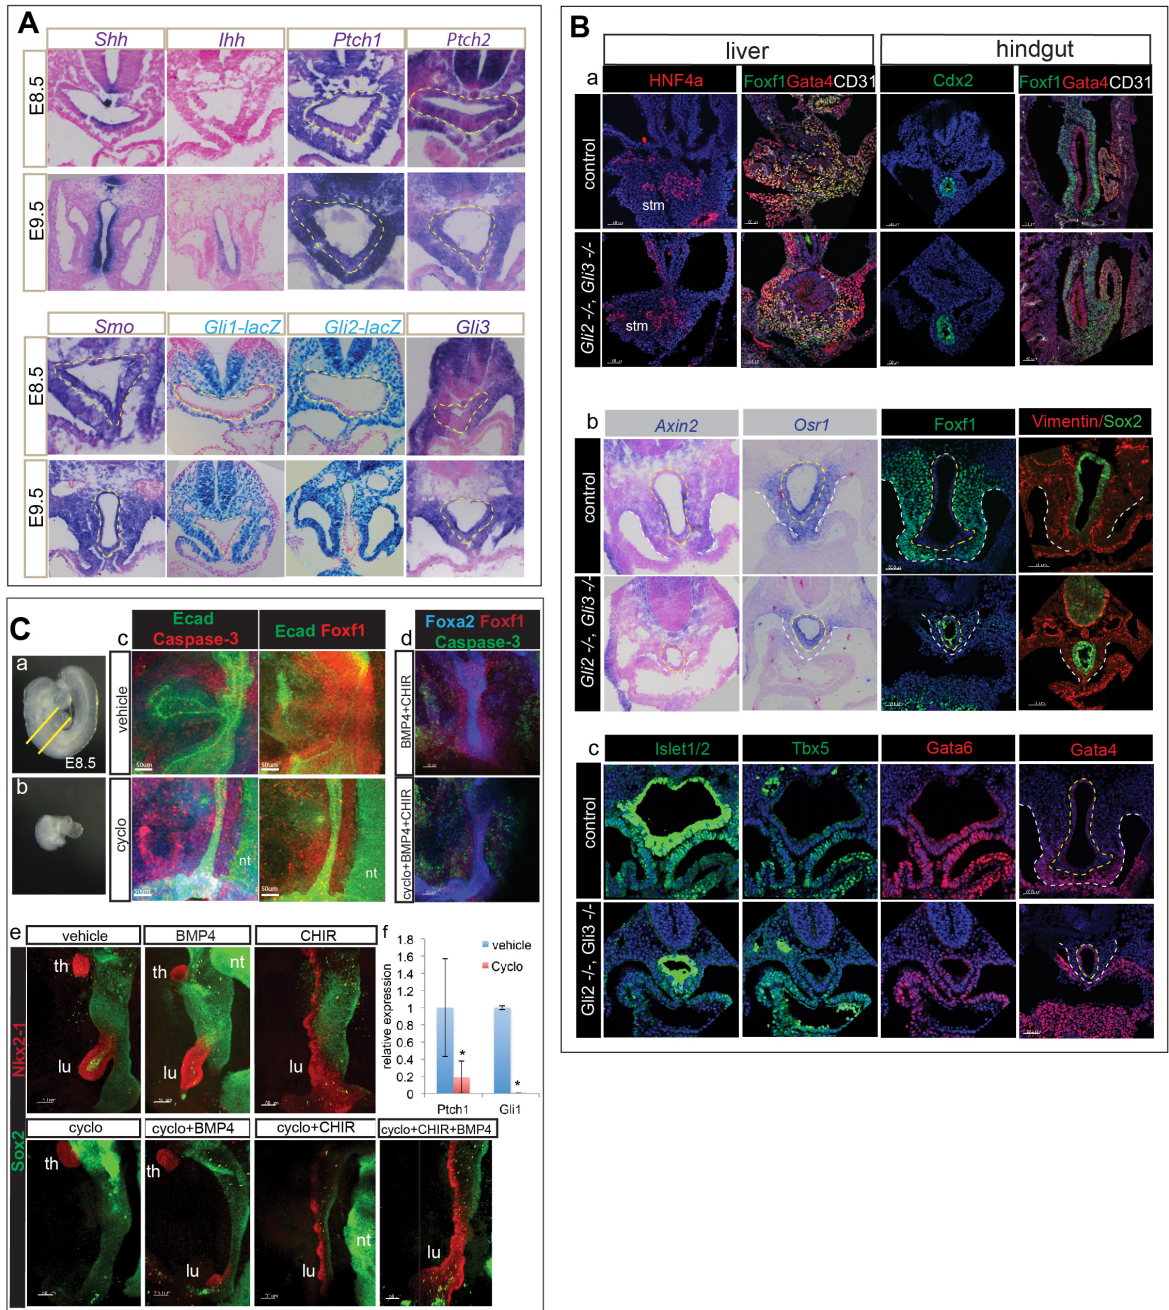 A
Shh Ihh Ptch1 Ptch2
E8.5
E9.5
Smo Gli1-lacZ Gli2-lacZ Gli3
E8.5
E9.5
B
liver hindgut
a
HNF4a Foxf1Gata4CD31 Cdx2 Foxf1Gata4CD31
control
stm
Gli2 -/-, Gli3 -/-
stm
b
Axin2 Osr1 Foxf1 Vimentin/Sox2
control
Gli2 -/-, Gli3 -/-
c
Islet1/2 Tbx5 Gata6 Gata4
control
Gli2 -/-, Gli3 -/-
C
a
E8.5
b
c
Ecad
Caspase-3
Ecad Foxf1
vehicle
50um
50um
cyclo
nt
nt
50um
50um
d
Foxa2 Foxf1
Caspase-3
BMP4+CHIR
cyclo+BMP4+CHIR
e
Sox2 Nkx2-1
vehicle BMP4 CHIR
th
lu
th
nt
lu
lu
cyclo cyclo+BMP4 cyclo+CHIR cyclo+CHIR+BMP4
th
th
lu
lu
nt
lu
f
relative expression
1.8
1.6
1.4
1.2
1
0.8
0.6
0.4
0.2
0
vehicle
Cyclo
*
*
Ptch1 Gli1